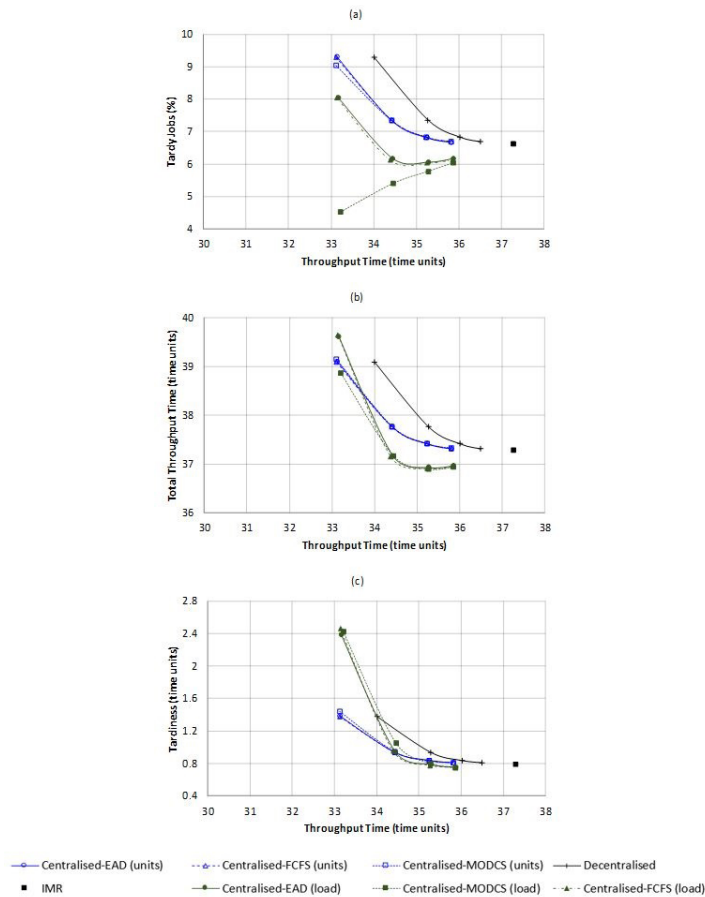 (a)
Tardy Jobs (%)
10
9
8
7
6
5
4
30 31 32 33 34 35 36 37 38
Throughput Time (time units)
(b)
Total Throughput Time (time units)
40
39
38
37
36
30 31 32 33 34 35 36 37 38
Throughput Time (time units)
(c)
Tardiness (time units)
2.8
2.4
2
1.6
1.2
0.8
0.4
30 31 32 33 34 35 36 37 38
Throughput Time (time units)
Centralised-EAD (units) Centralised-FCFS (units) Centralised-MODCS (units) Decentralised
IMR Centralised-EAD (load) Centralised-MODCS (load) Centralised-FCFS (load)